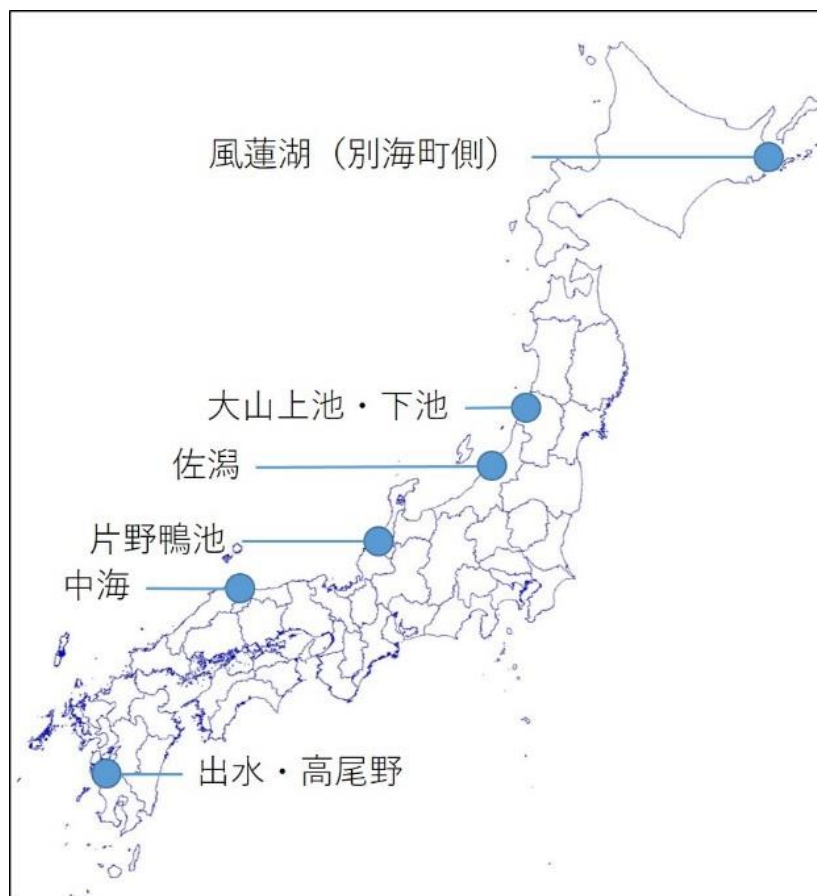 風蓮湖（別海町側）
大山上池・下池
佐潟
片野鴨池
中海
出水・高尾野